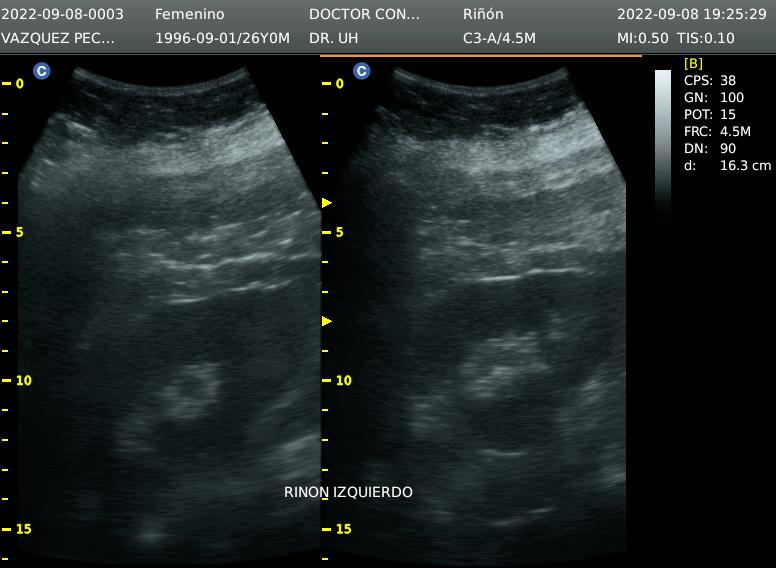 2022-09-08-0003 Femenino DOCTOR CON... Riñón 2022-09-08 19:25:29
VAZQUEZ PEC... 1996-09-01/26Y0M DR. UH C3-A/4.5M MI:0.50 TIS:0.10
C C [B]
0 0 CPS: 38
GN: 100
POT: 15
FRC: 4.5M
DN: 90
d: 16.3 cm
5 5
10 10
RINON IZQUIERDO
15 15